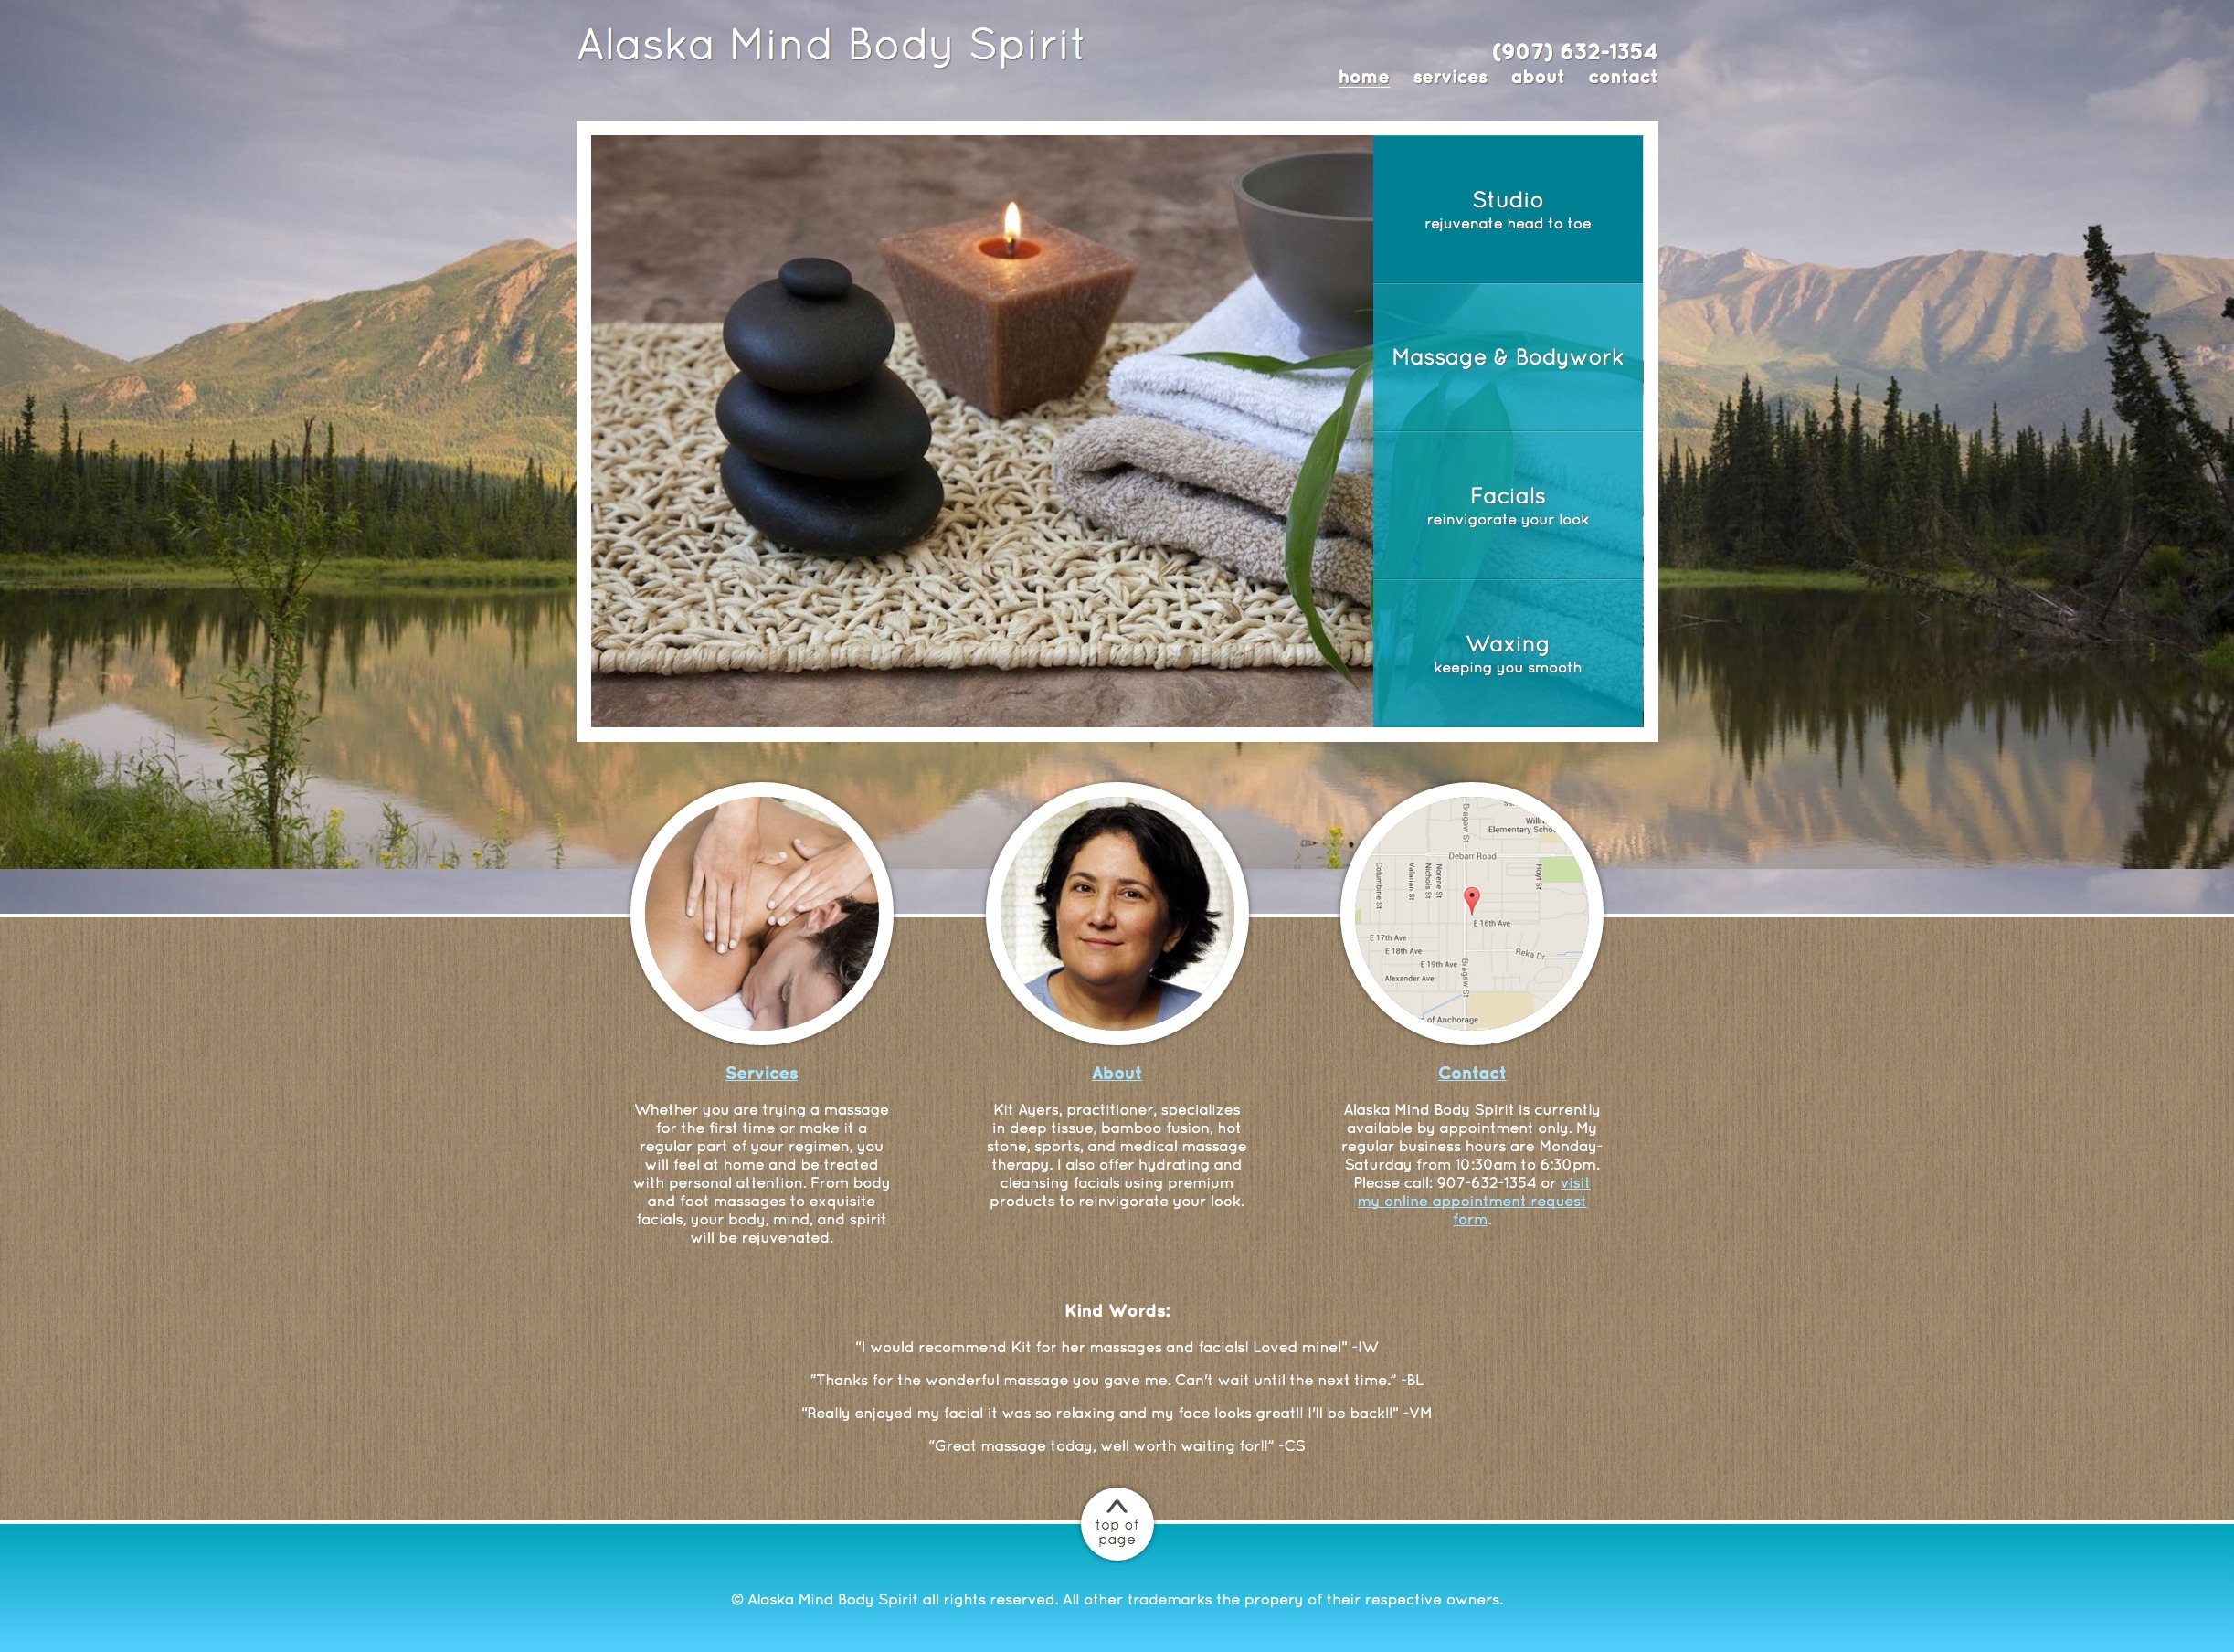 Alaska Mind Body Spirit
(907) 632-1354
home services about contact
Studio
rejuvenate head to toe
Massage & Bodywork
Facials
reinvigorate your look
Waxing
keeping you smooth
Bragaw St
Elementary Scho
Debarr Road
Columbine St
Valarian St
Nichols St
Norene St
Hoyt St
E 16th Ave
E 17th Ave
E 18th Ave
E 19th Ave
Reka Dr
Alexander Ave
Bragaw St
of Anchorage
Services
Whether you are trying a massage
for the first time or make it a
regular part of your regimen, you
will feel at home and be treated
with personal attention. From body
and foot massages to exquisite
facials, your body, mind, and spirit
will be rejuvenated.
About
Kit Ayers, practitioner, specializes
in deep tissue, bamboo fusion, hot
stone, sports, and medical massage
therapy. I also offer hydrating and
cleansing facials using premium
products to reinvigorate your look.
Contact
Alaska Mind Body Spirit is currently
available by appointment only. My
regular business hours are Monday-
Saturday from 10:30am to 6:30pm.
Please call: 907-632-1354 or visit
my online appointment request
form.
Kind Words:
“I would recommend Kit for her massages and facials! Loved mine!” -IW
"Thanks for the wonderful massage you gave me. Can't wait until the next time.” -BL
“Really enjoyed my facial it was so relaxing and my face looks great!! I'll be back!!” -VM
“Great massage today, well worth waiting for!!” -CS
top of
page
© Alaska Mind Body Spirit all rights reserved. All other trademarks the propery of their respective owners.